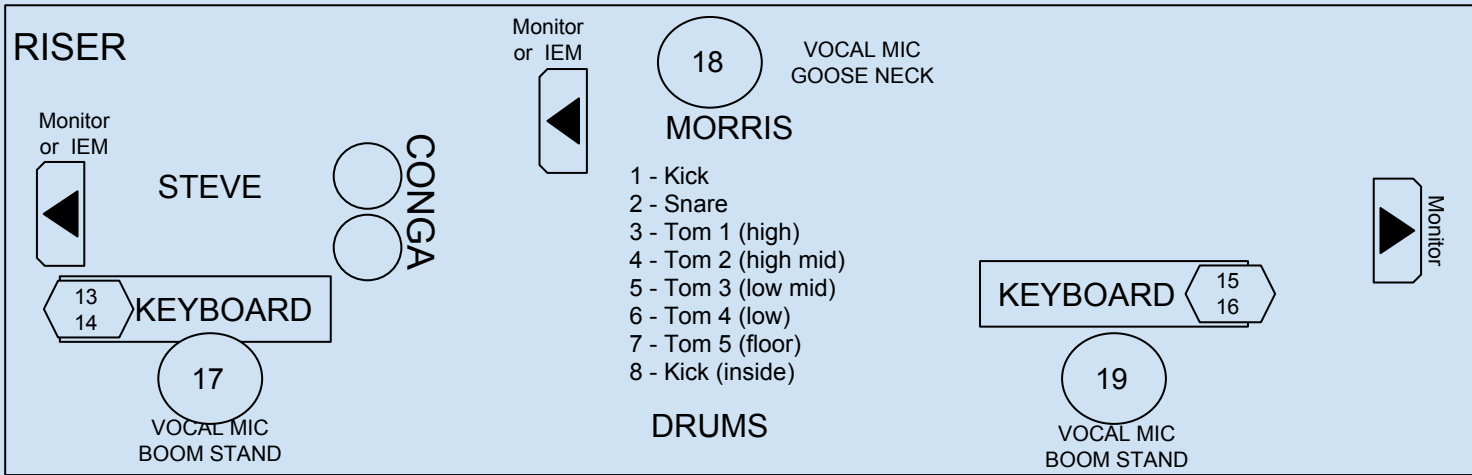 RISER
Monitor
or IEM
STEVE
CONGA
13
14
KEYBOARD
17
VOCAL MIC
BOOM STAND
Monitor
or IEM
18
VOCAL MIC
GOOSE NECK
MORRIS
1 - Kick
2 - Snare
3 - Tom 1 (high)
4 - Tom 2 (high mid)
5 - Tom 3 (low mid)
6 - Tom 4 (low)
7 - Tom 5 (floor)
8 - Kick (inside)
DRUMS
KEYBOARD
15
16
19
VOCAL MIC
BOOM STAND
Monitor